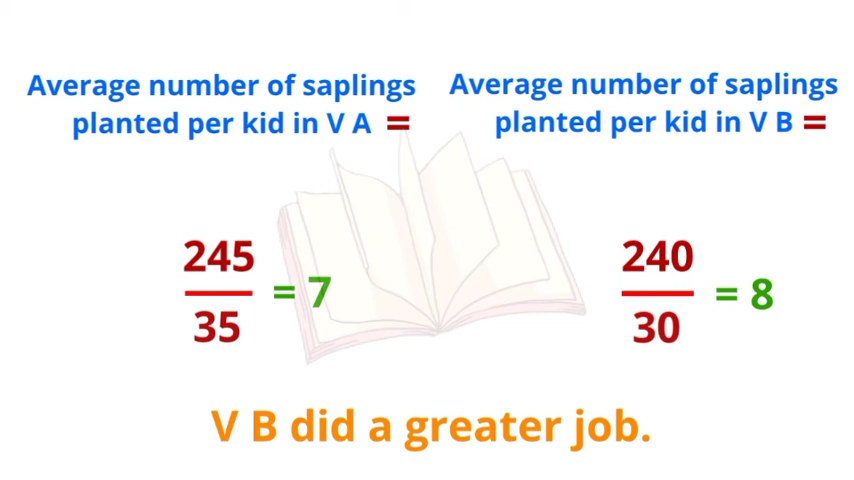 Average number of saplings
planted per kid in V A =
245
35
= 7
Average number of saplings
planted per kid in V B =
240
30
= 8
V B did a greater job.